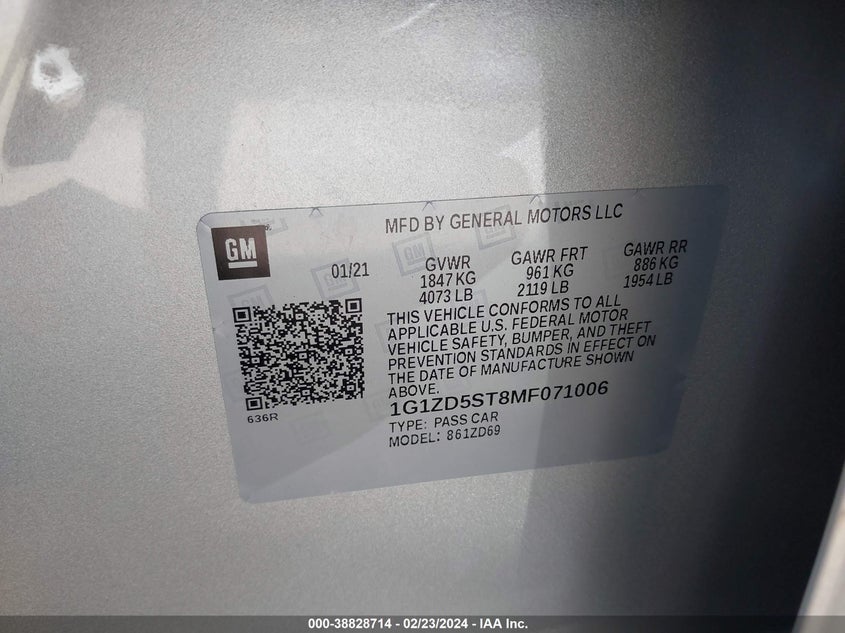 MFD BY GENERAL MOTORS LLC
GM
01/21
GVWR
1847 KG
4073 LB
GAWR FRT
961 KG
2119 LB
GAWR RR
886 KG
1954 LB
THIS VEHICLE CONFORMS TO ALL
APPLICABLE U.S. FEDERAL MOTOR
VEHICLE SAFETY, BUMPER, AND THEFT
PREVENTION STANDARDS IN EFFECT ON
THE DATE OF MANUFACTURE SHOWN
ABOVE.
636R
1G1ZD5ST8MF071006
TYPE: PASS CAR
MODEL: 861ZD69
000-38828714 - 02/23/2024 - IAA Inc.